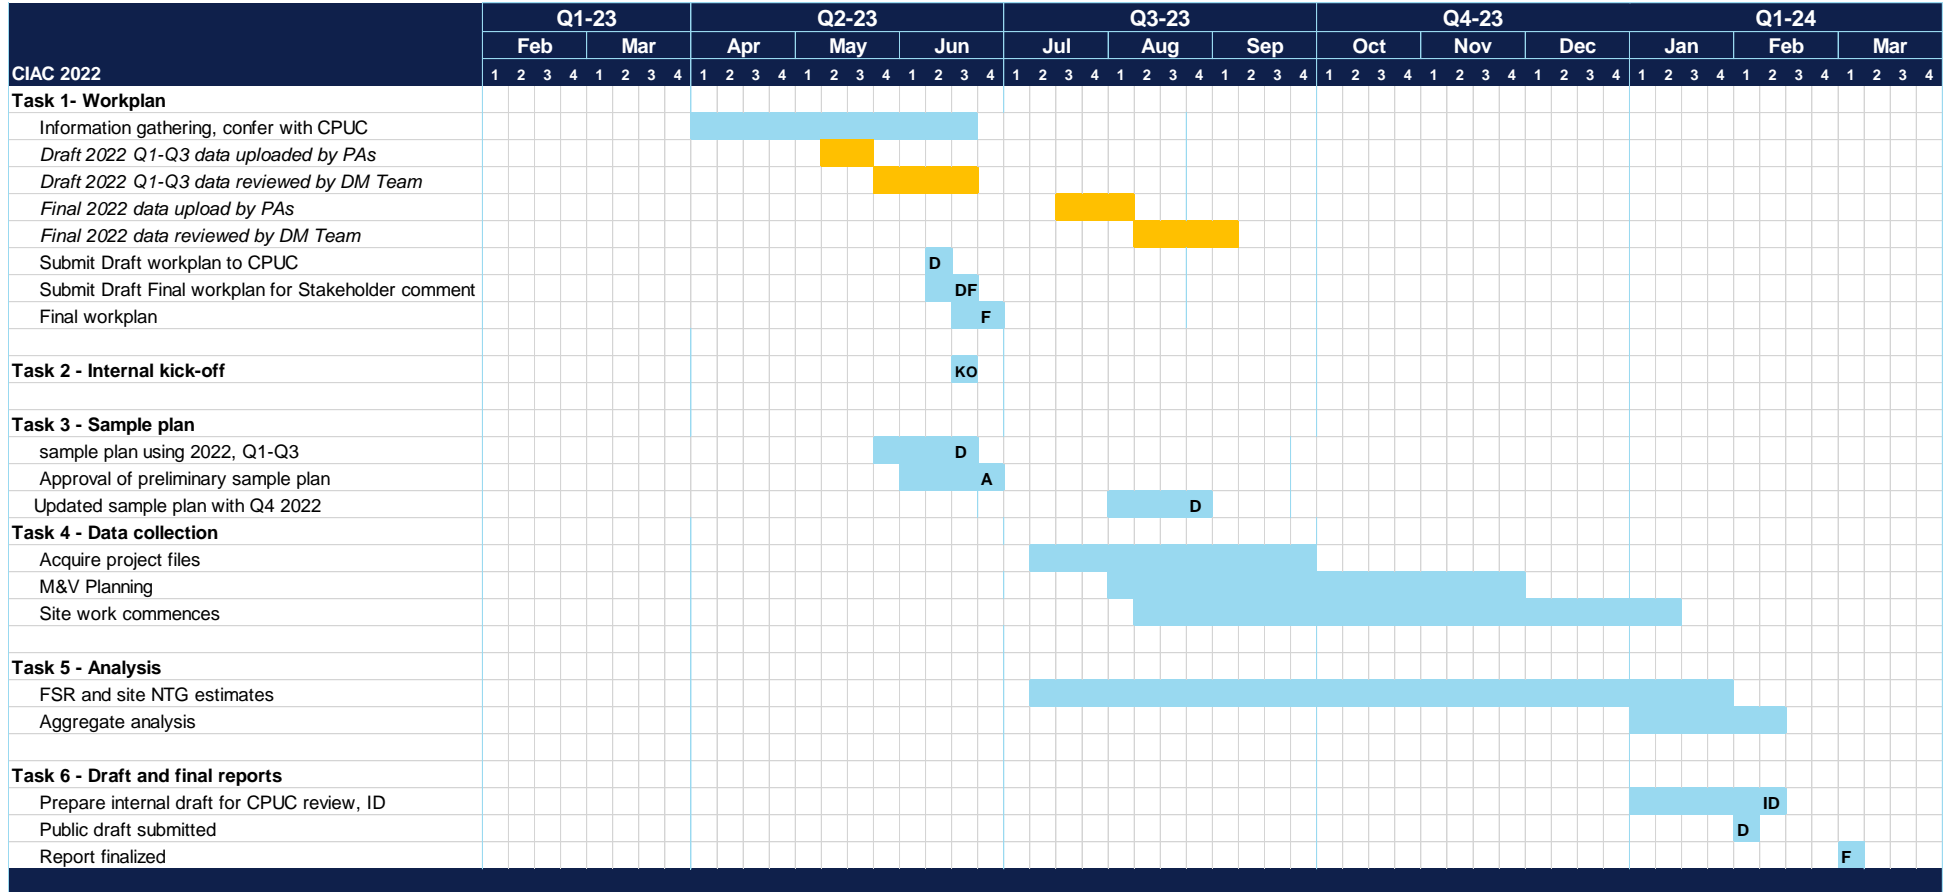 Q1-23 Q2-23 Q3-23 Q4-23 Q1-24
Feb Mar Apr May Jun Jul Aug Sep Oct Nov Dec Jan Feb Mar
CIAC 2022 1 2 3 4 1 2 3 4 1 2 3 4 1 2 3 4 1 2 3 4 1 2 3 4 1 2 3 4 1 2 3 4 1 2 3 4 1 2 3 4 1 2 3 4 1 2 3 4 1 2 3 4 1 2 3 4
Task 1- Workplan
Information gathering, confer with CPUC
Draft 2022 Q1-Q3 data uploaded by PAs
Draft 2022 Q1-Q3 data reviewed by DM Team
Final 2022 data upload by PAs
Final 2022 data reviewed by DM Team
Submit Draft workplan to CPUC D
Submit Draft Final workplan for Stakeholder comment DF
Final workplan F
Task 2 - Internal kick-off KO
Task 3 - Sample plan
sample plan using 2022, Q1-Q3 D
Approval of preliminary sample plan A
Updated sample plan with Q4 2022 D
Task 4 - Data collection
Acquire project files
M&V Planning
Site work commences
Task 5 - Analysis
FSR and site NTG estimates
Aggregate analysis
Task 6 - Draft and final reports
Prepare internal draft for CPUC review, ID ID
Public draft submitted D
Report finalized F